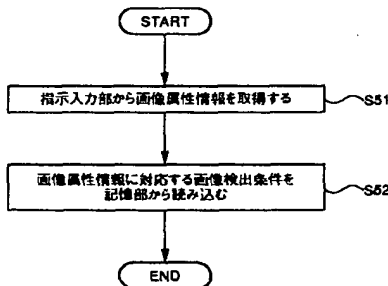 START
指示入力部から画像属性情報を取得する
S51
画像属性情報に対応する画像検出条件を
記憶部から読み込む
S52
END